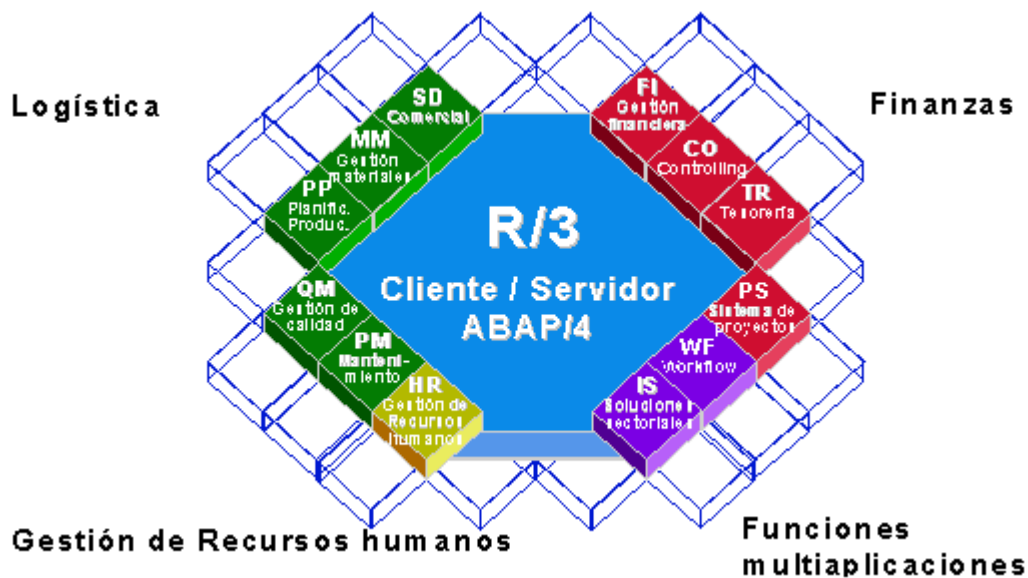 Logística
Finanzas
SD
Comercial
MM
Gestión
materiales
PP
Planific.
Produc.
FI
Gestión
financiera
CO
Controlling
TR
Tesorería
R/3
Cliente / Servidor
ABAP/4
QM
Gestión de
calidad
PM
Manteni-
miento
HR
Gestión de
Recursos
humanos
PS
Sistema de
proyectos
WF
Workflow
IS
Soluciones
sectoriales
Gestión de Recursos humanos
Funciones
multiaplicaciones